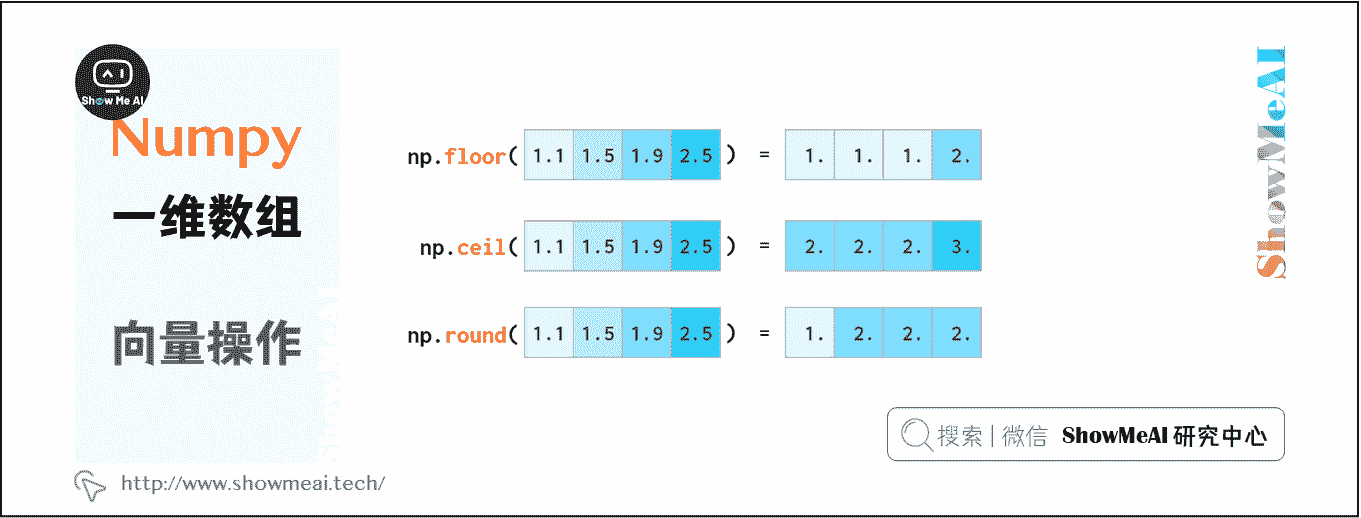 Show Me AI
Numpy
一维数组
向量操作
np.floor( 1.1 1.5 1.9 2.5 ) = 1. 1. 1. 2.
np.ceil( 1.1 1.5 1.9 2.5 ) = 2. 2. 2. 3.
np.round( 1.1 1.5 1.9 2.5 ) = 1. 2. 2. 2.
ShowMeAI
SHOWMEAI
搜索 | 微信 ShowMeAI 研究中心
http://www.showmeai.tech/